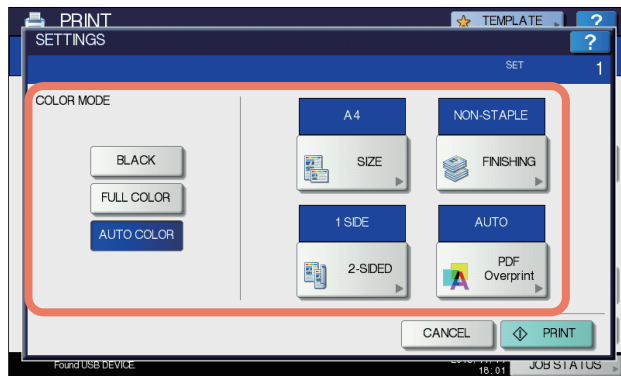 PRINT
TEMPLATE
?
SETTINGS
?
SET 1
COLOR MODE
A4
NON-STAPLE
BLACK
SIZE
FINISHING
FULL COLOR
AUTO COLOR
1 SIDE
AUTO
2-SIDED
PDF
Overprint
CANCEL
PRINT
Found USB DEVICE.
18:01
JOB STATUS